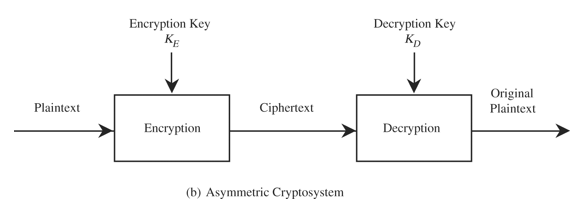 Encryption Key
K_E
Decryption Key
K_D
Plaintext
Encryption
Ciphertext
Decryption
Original
Plaintext
(b) Asymmetric Cryptosystem